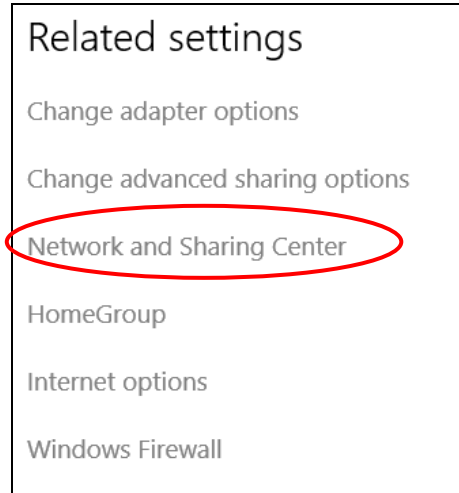 Related settings
Change adapter options
Change advanced sharing options
Network and Sharing Center
HomeGroup
Internet options
Windows Firewall